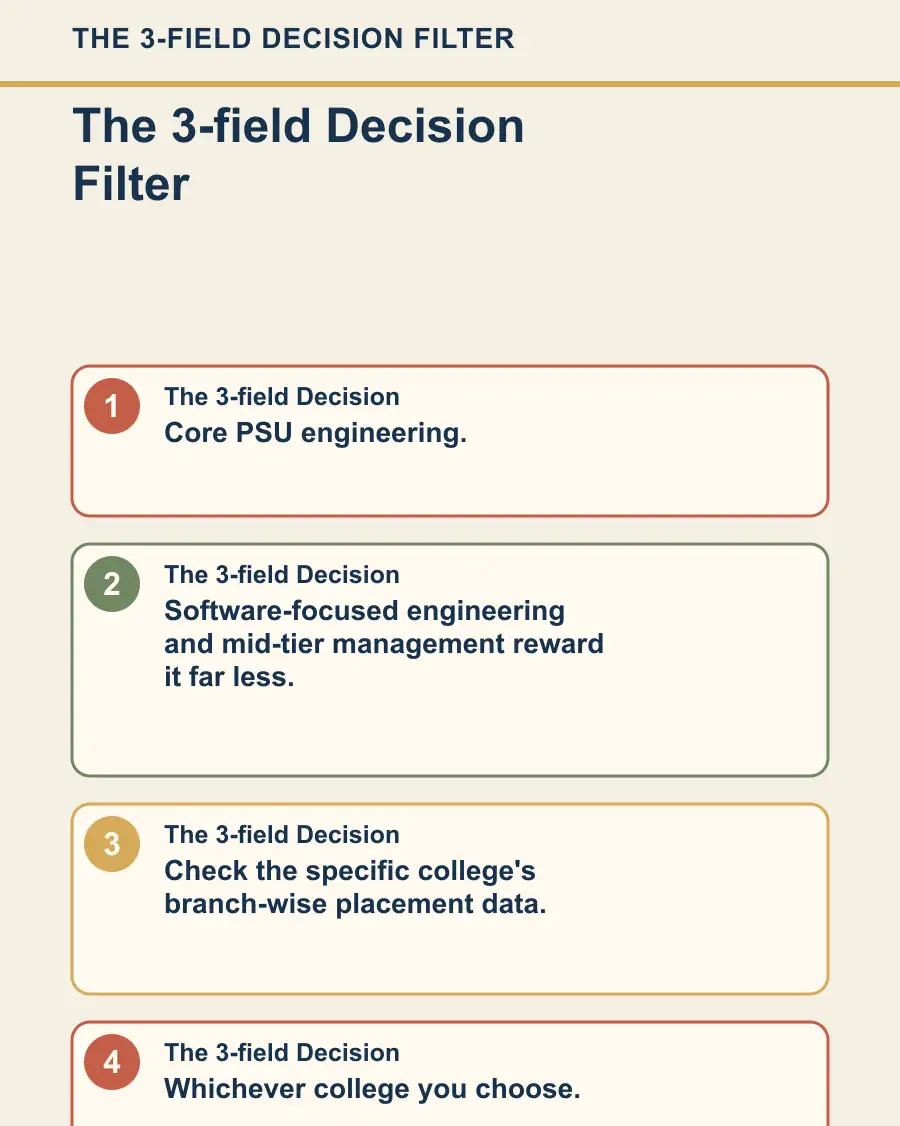 THE 3-FIELD DECISION FILTER
The 3-field Decision
Filter
1
The 3-field Decision
Core PSU engineering.
2
The 3-field Decision
Software-focused engineering
and mid-tier management reward
it far less.
3
The 3-field Decision
Check the specific college's
branch-wise placement data.
4
The 3-field Decision
Whichever college you choose.